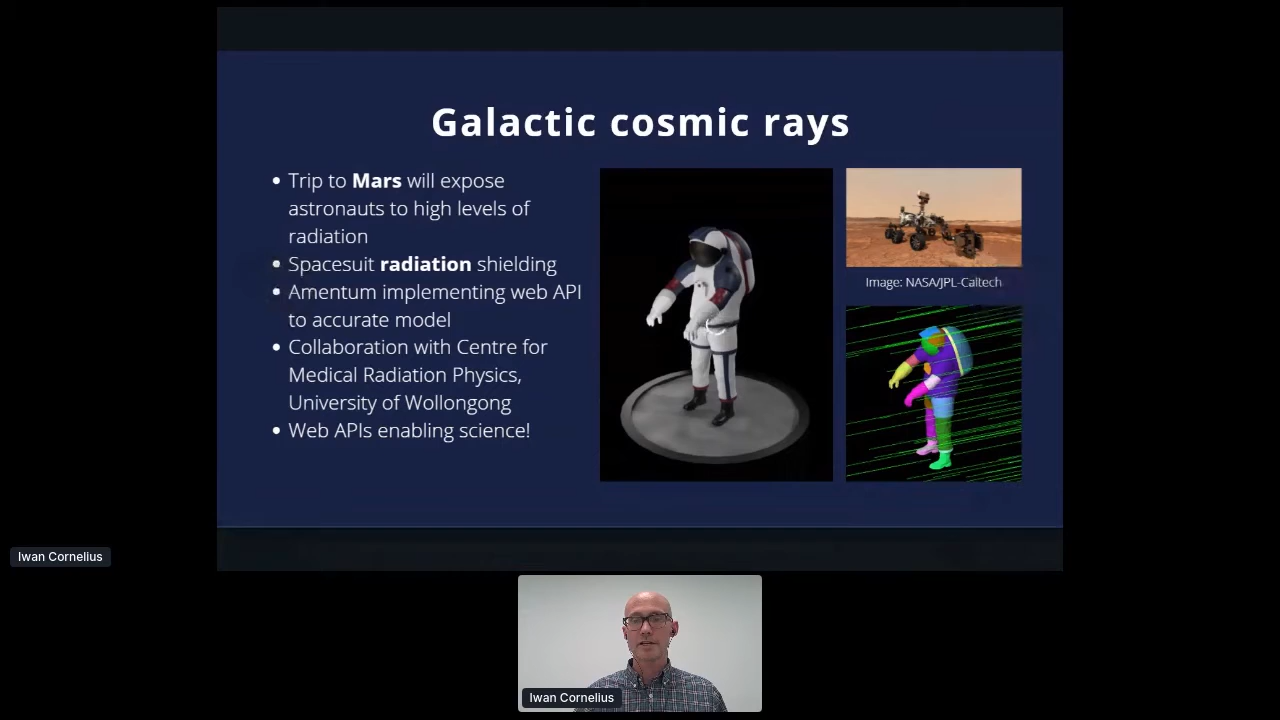 Galactic cosmic rays
• Trip to Mars will expose
astronauts to high levels of
radiation
• Spacesuit radiation shielding
• Amentum implementing web API
to accurate model
• Collaboration with Centre for
Medical Radiation Physics,
University of Wollongong
• Web APIs enabling science!
Image: NASA/JPL-Caltech
Iwan Cornelius
Iwan Cornelius